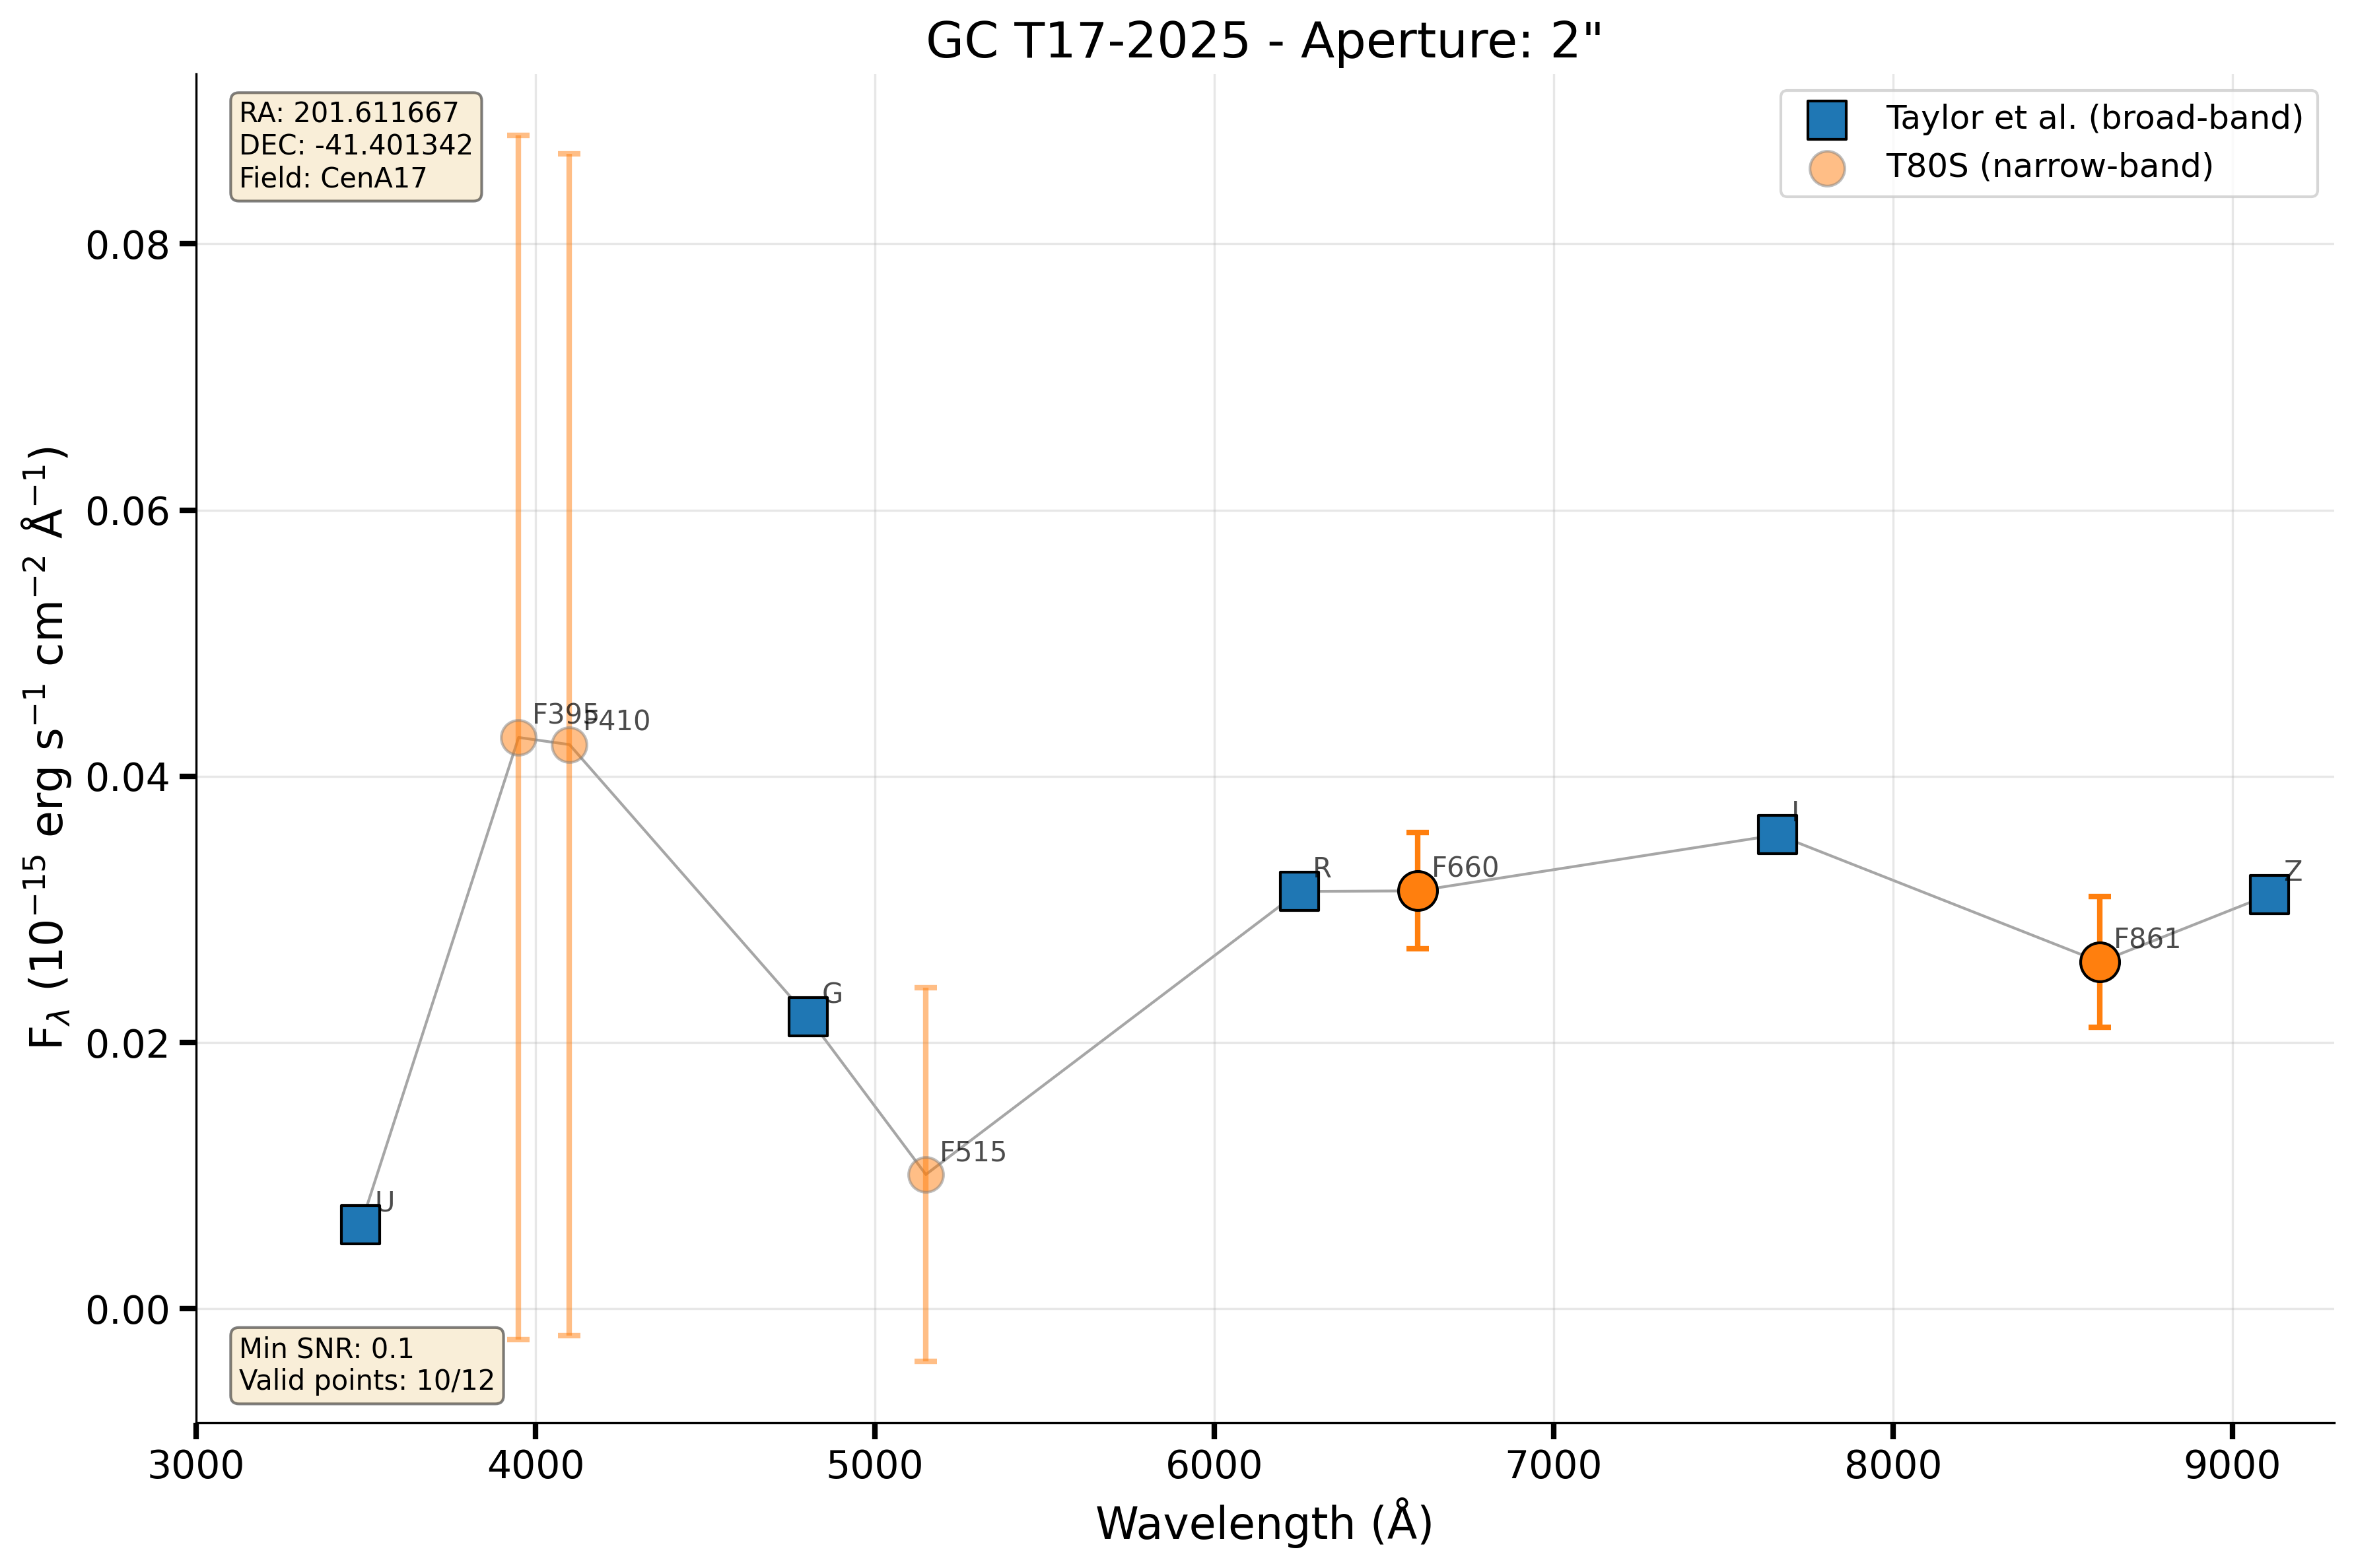 GC T17-2025 - Aperture: 2"
RA: 201.611667
DEC: -41.401342
Field: CenA17
Taylor et al. (broad-band)
T80S (narrow-band)
0.08
0.06
0.04
0.02
0.00
F$_{\lambda}$ (10$^{-15}$ erg s$^{-1}$ cm$^{-2}$ Å$^{-1}$)
U
F395
F410
G
F515
R
F660
I
F861
Z
Min SNR: 0.1
Valid points: 10/12
3000 4000 5000 6000 7000 8000 9000
Wavelength (Å)